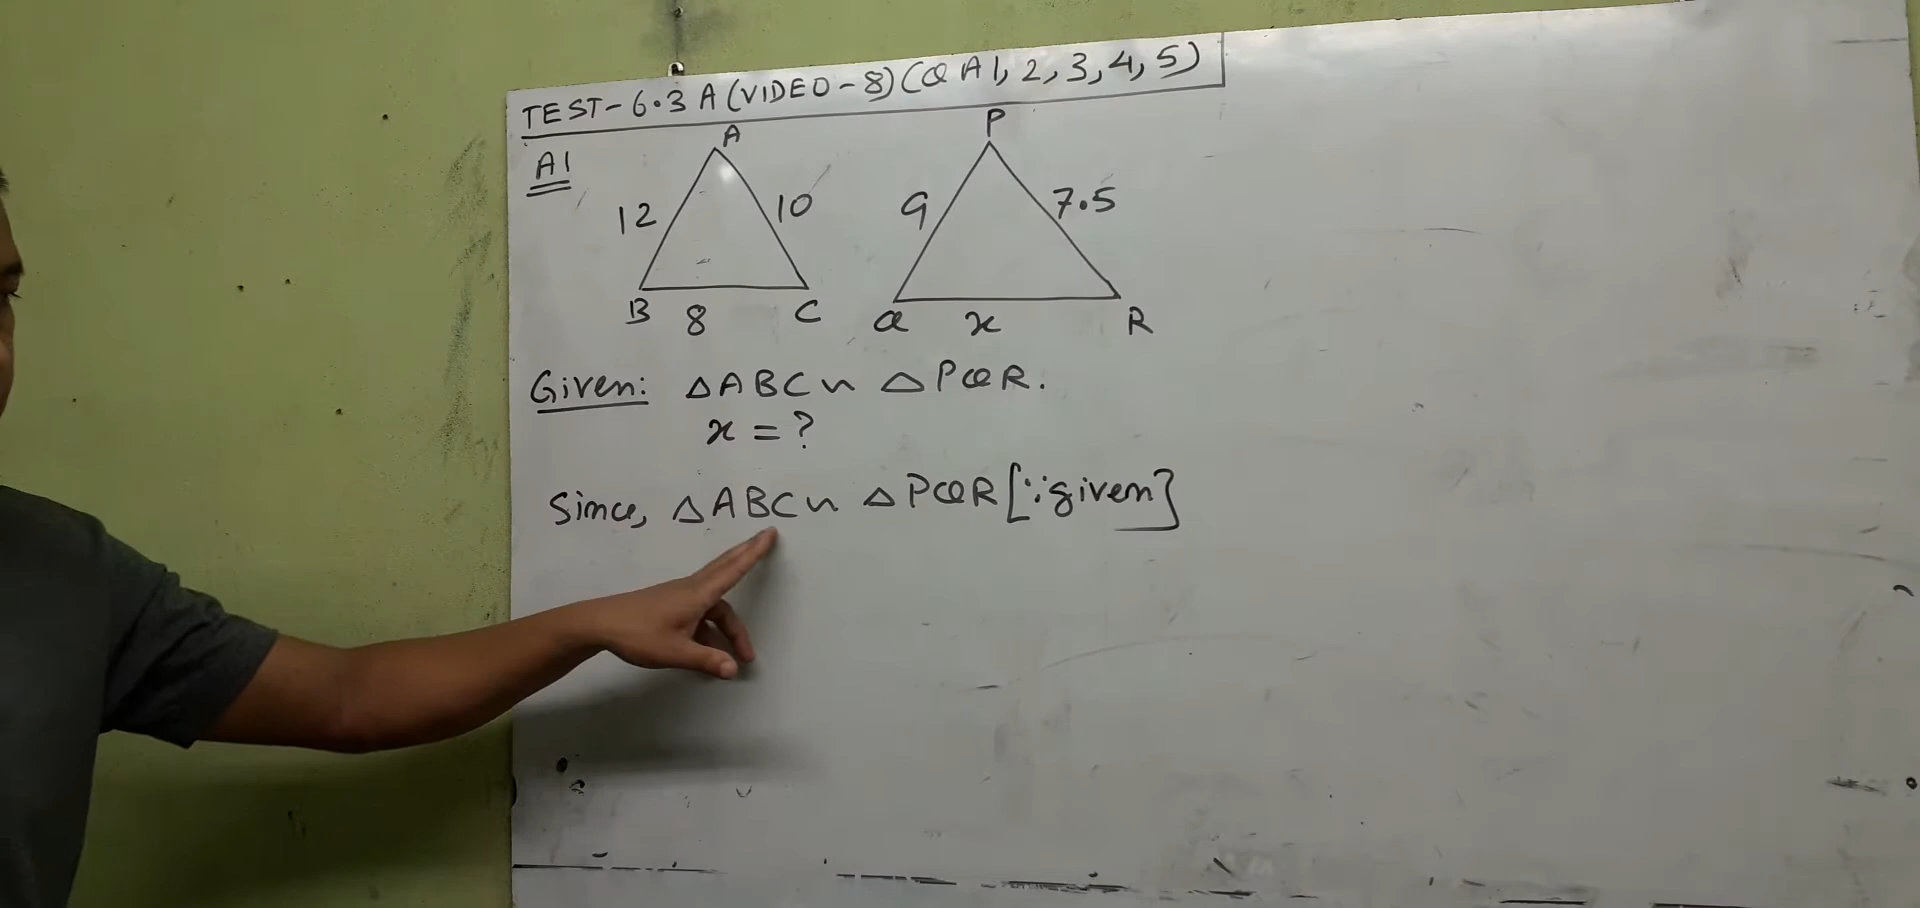 TEST-6.3 A (VIDEO-8) (Q A1, 2, 3, 4, 5)
A1
A
P
12
10
9
7.5
B
8
C
Q
x
R
Given: △ABC ~ △PQR.
x = ?
Since, △ABC ~ △PQR [∵given]